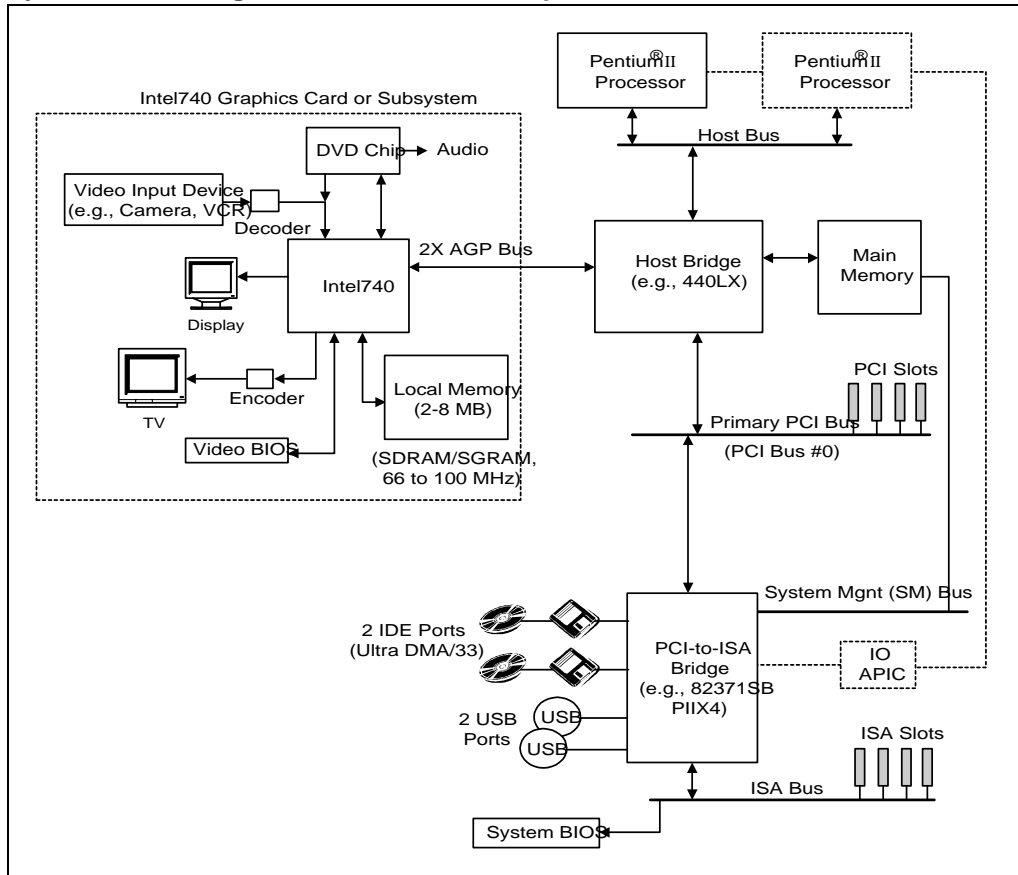 Pentium® II
Processor
Pentium® II
Processor
Intel740 Graphics Card or Subsystem
Host Bus
DVD Chip
Audio
Video Input Device
(e.g., Camera, VCR)
Decoder
2X AGP Bus
Intel740
Host Bridge
(e.g., 440LX)
Main
Memory
Display
TV
Encoder
Local Memory
(2-8 MB)
Video BIOS
(SDRAM/SGRAM,
66 to 100 MHz)
PCI Slots
Primary PCI Bus
(PCI Bus #0)
System Mgnt (SM) Bus
2 IDE Ports
(Ultra DMA/33)
PCI-to-ISA
Bridge
(e.g., 82371SB
PIIX4)
IO
APIC
2 USB
Ports
USB
USB
ISA Slots
ISA Bus
System BIOS